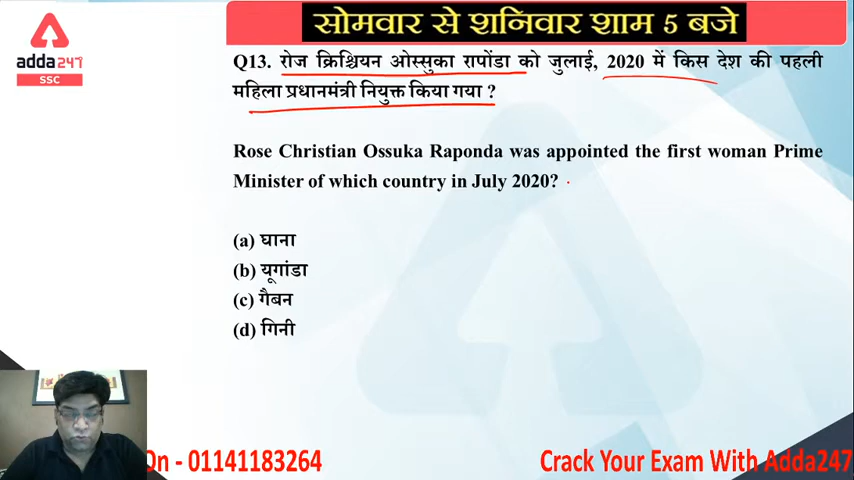 सोमवार से शनिवार शाम 5 बजे
adda247
SSC
Q13. रोज क्रिश्चियन ओस्सुका रापोंडा को जुलाई, 2020 में किस देश की पहली
महिला प्रधानमंत्री नियुक्त किया गया ?
Rose Christian Ossuka Raponda was appointed the first woman Prime
Minister of which country in July 2020?
(a) घाना
(b) यूगांडा
(c) गैबन
(d) गिनी
On - 01141183264
Crack Your Exam With Adda247